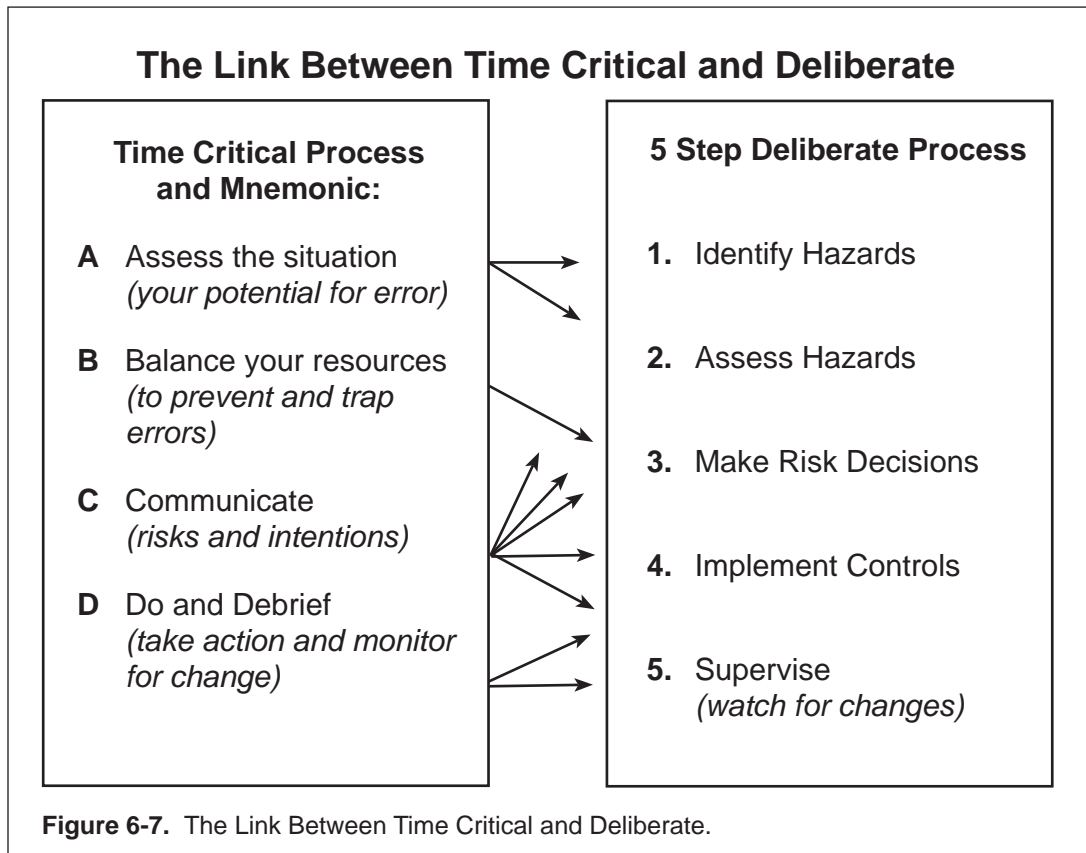 The Link Between Time Critical and Deliberate
Time Critical Process
and Mnemonic:
A Assess the situation
(your potential for error)
B Balance your resources
(to prevent and trap
errors)
C Communicate
(risks and intentions)
D Do and Debrief
(take action and monitor
for change)
5 Step Deliberate Process
1. Identify Hazards
2. Assess Hazards
3. Make Risk Decisions
4. Implement Controls
5. Supervise
(watch for changes)
Figure 6-7. The Link Between Time Critical and Deliberate.